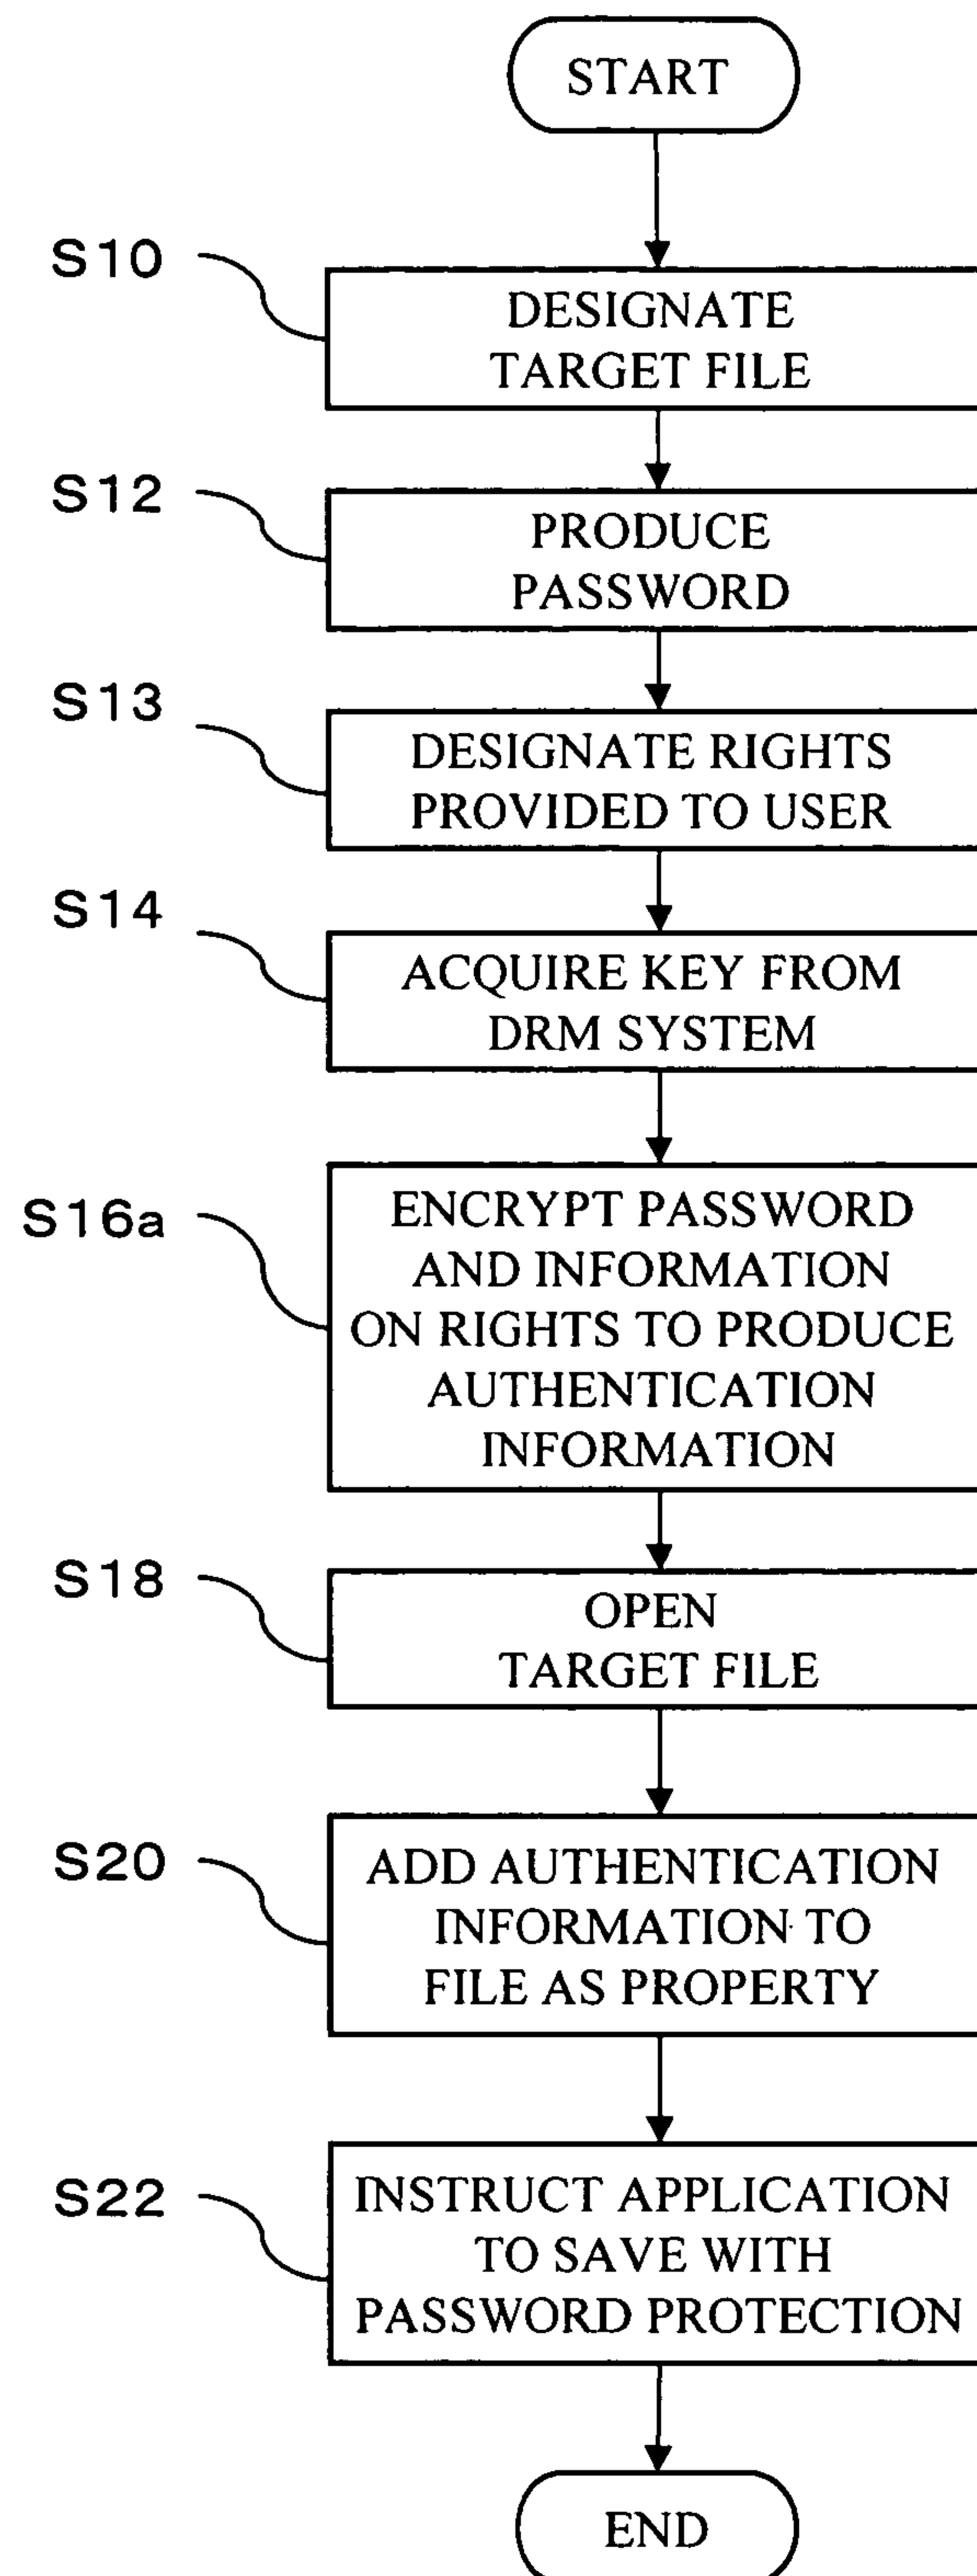 START
S10
DESIGNATE
TARGET FILE
S12
PRODUCE
PASSWORD
S13
DESIGNATE RIGHTS
PROVIDED TO USER
S14
ACQUIRE KEY FROM
DRM SYSTEM
S16a
ENCRYPT PASSWORD
AND INFORMATION
ON RIGHTS TO PRODUCE
AUTHENTICATION
INFORMATION
S18
OPEN
TARGET FILE
S20
ADD AUTHENTICATION
INFORMATION TO
FILE AS PROPERTY
S22
INSTRUCT APPLICATION
TO SAVE WITH
PASSWORD PROTECTION
END